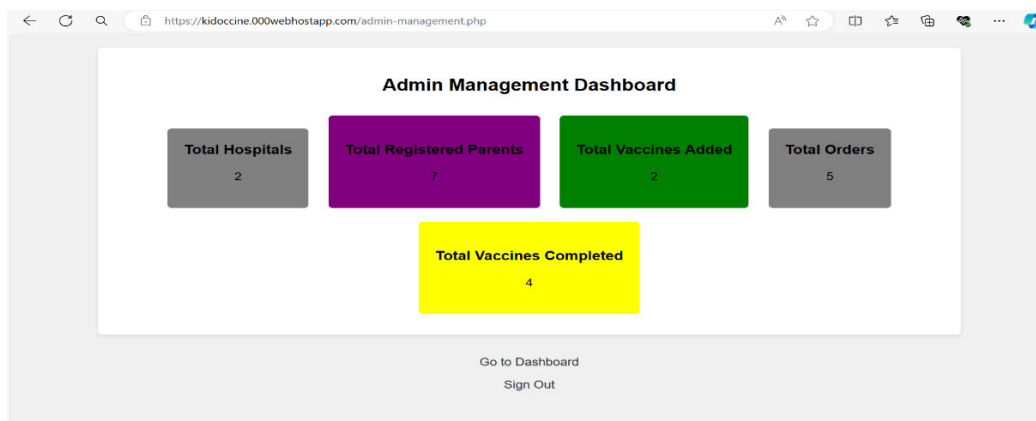 https://kidoccine.000webhostapp.com/admin-management.php
Admin Management Dashboard
Total Hospitals
2
Total Registered Parents
7
Total Vaccines Added
2
Total Orders
5
Total Vaccines Completed
4
Go to Dashboard
Sign Out